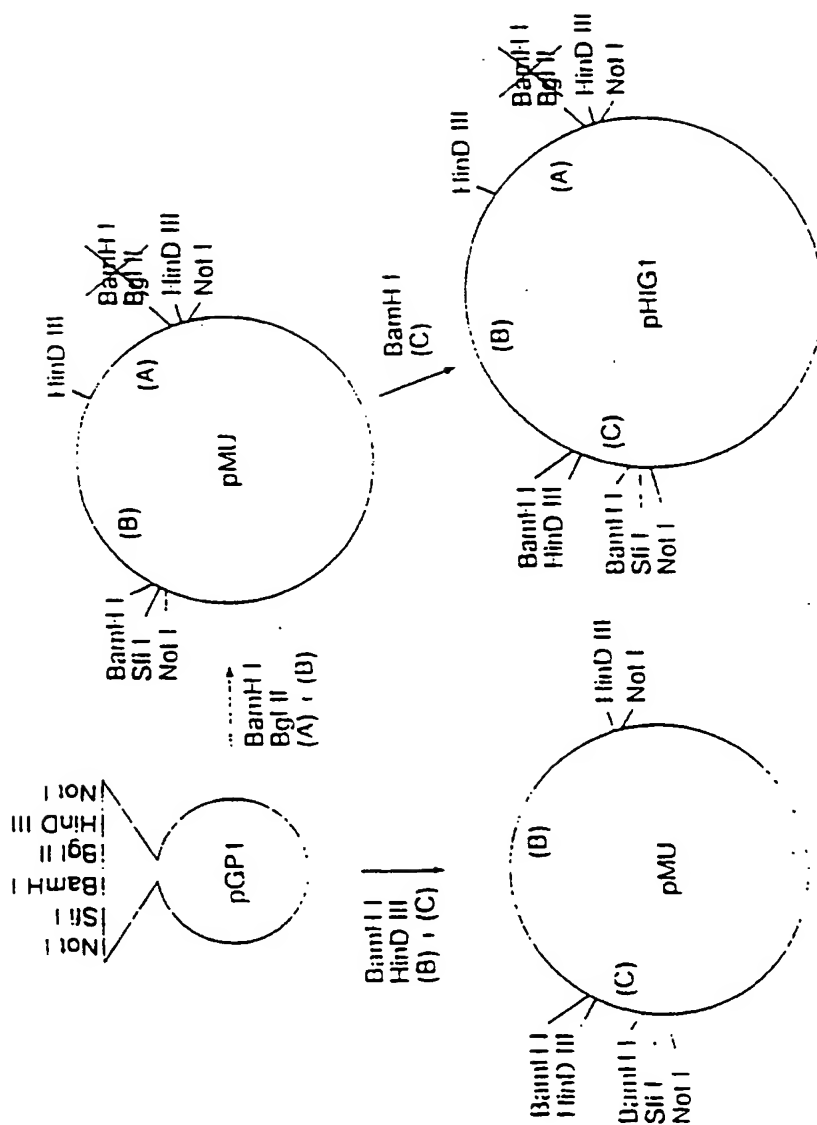 Not I
Sfi I
BamH I
Bgl II
HinD III
Not I
pGP1
BamH I
Bgl II
(A) + (B)
HinD III
BamH I
Bgl II
HinD III
Not I
(A)
(B)
BamH I
Sfi I
Not I
pMU
BamH I
HinD III
(B) + (C)
BamH I
(C)
BamH I
HinD III
(C)
BamH I
Sfi I
Not I
(B)
HinD III
Not I
pMU
HinD III
BamH I
Bgl II
HinD III
Not I
(A)
(B)
BamH I
HinD III
(C)
BamH I
Sfi I
Not I
pHIG1